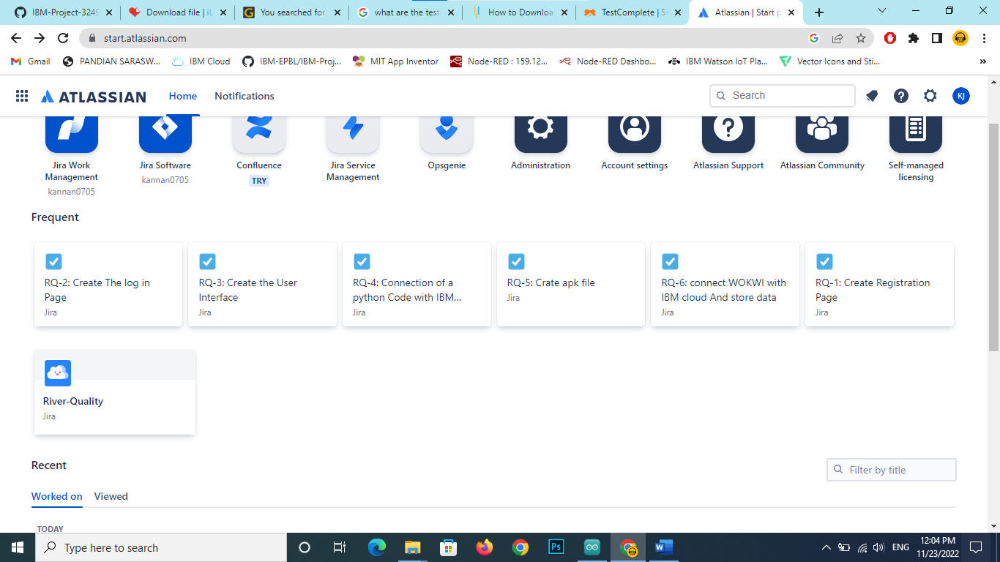 IBM-Project-3249
Download file | iL
You searched for
what are the test
How to Downloa
TestComplete | S
Atlassian | Start p
start.atlassian.com
Gmail
PANDIAN SARASW...
IBM Cloud
IBM-EPBL/IBM-Proj...
MIT App Inventor
Node-RED : 159.12...
Node-RED Dashbo...
IBM Watson IoT Pla...
Vector Icons and Sti...
»
ATLASSIAN
Home
Notifications
Search
KJ
Jira Work
Management
kannan0705
Jira Software
kannan0705
Confluence
TRY
Jira Service
Management
Opsgenie
Administration
Account settings
Atlassian Support
Atlassian Community
Self-managed
licensing
Frequent
RQ-2: Create The log in
Page
Jira
RQ-3: Create the User
Interface
Jira
RQ-4: Connection of a
python Code with IBM...
Jira
RQ-5: Crate apk file
Jira
RQ-6: connect WOKWI with
IBM cloud And store data
Jira
RQ-1: Create Registration
Page
Jira
River-Quality
Jira
Recent
Filter by title
Worked on
Viewed
TODAY
Type here to search
Ps
W
ENG
12:04 PM
11/23/2022